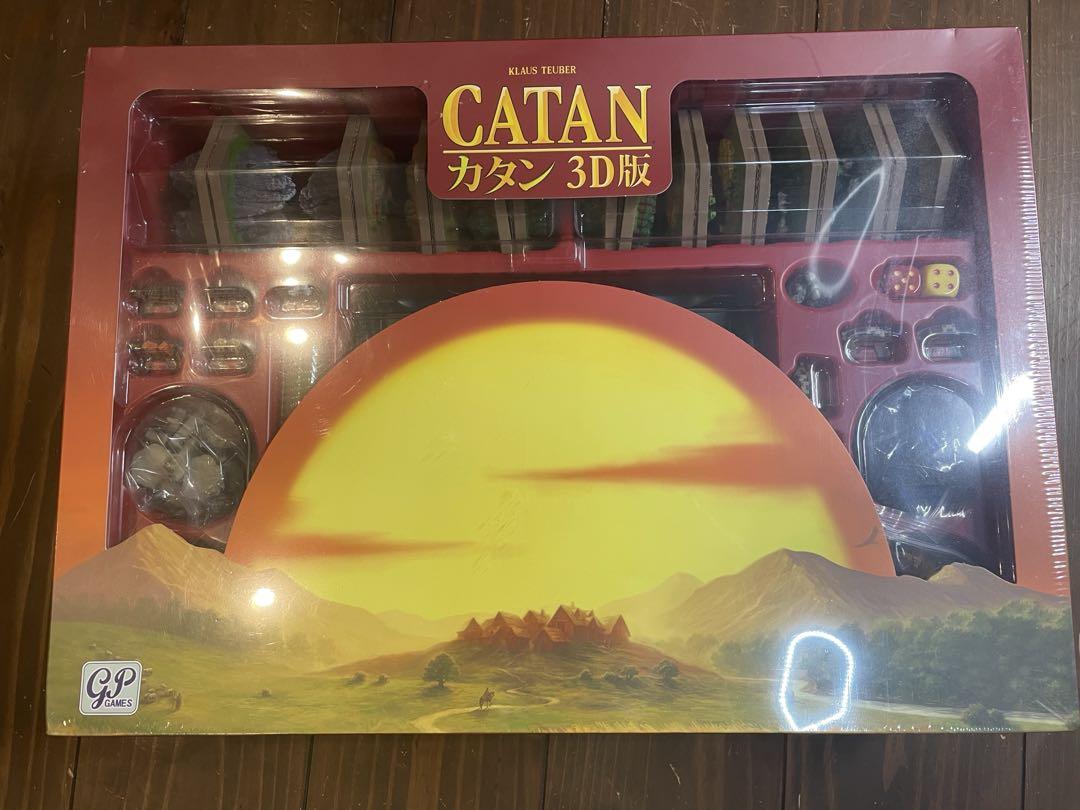 KLAUS TEUBER
CATAN
カタン 3D版
GP
GAMES